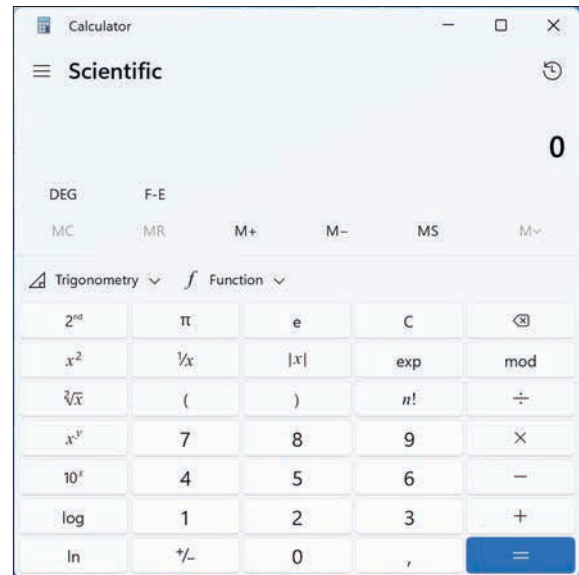 Calculator
Scientific
0
DEG F-E
MC MR M+ M− MS M
Trigonometry f Function
2ⁿᵈ π e C
x² ¹⁄x |x| exp mod
²√x ( ) n! ÷
xʸ 7 8 9 ×
10ˣ 4 5 6 −
log 1 2 3 +
ln +/− 0 , =